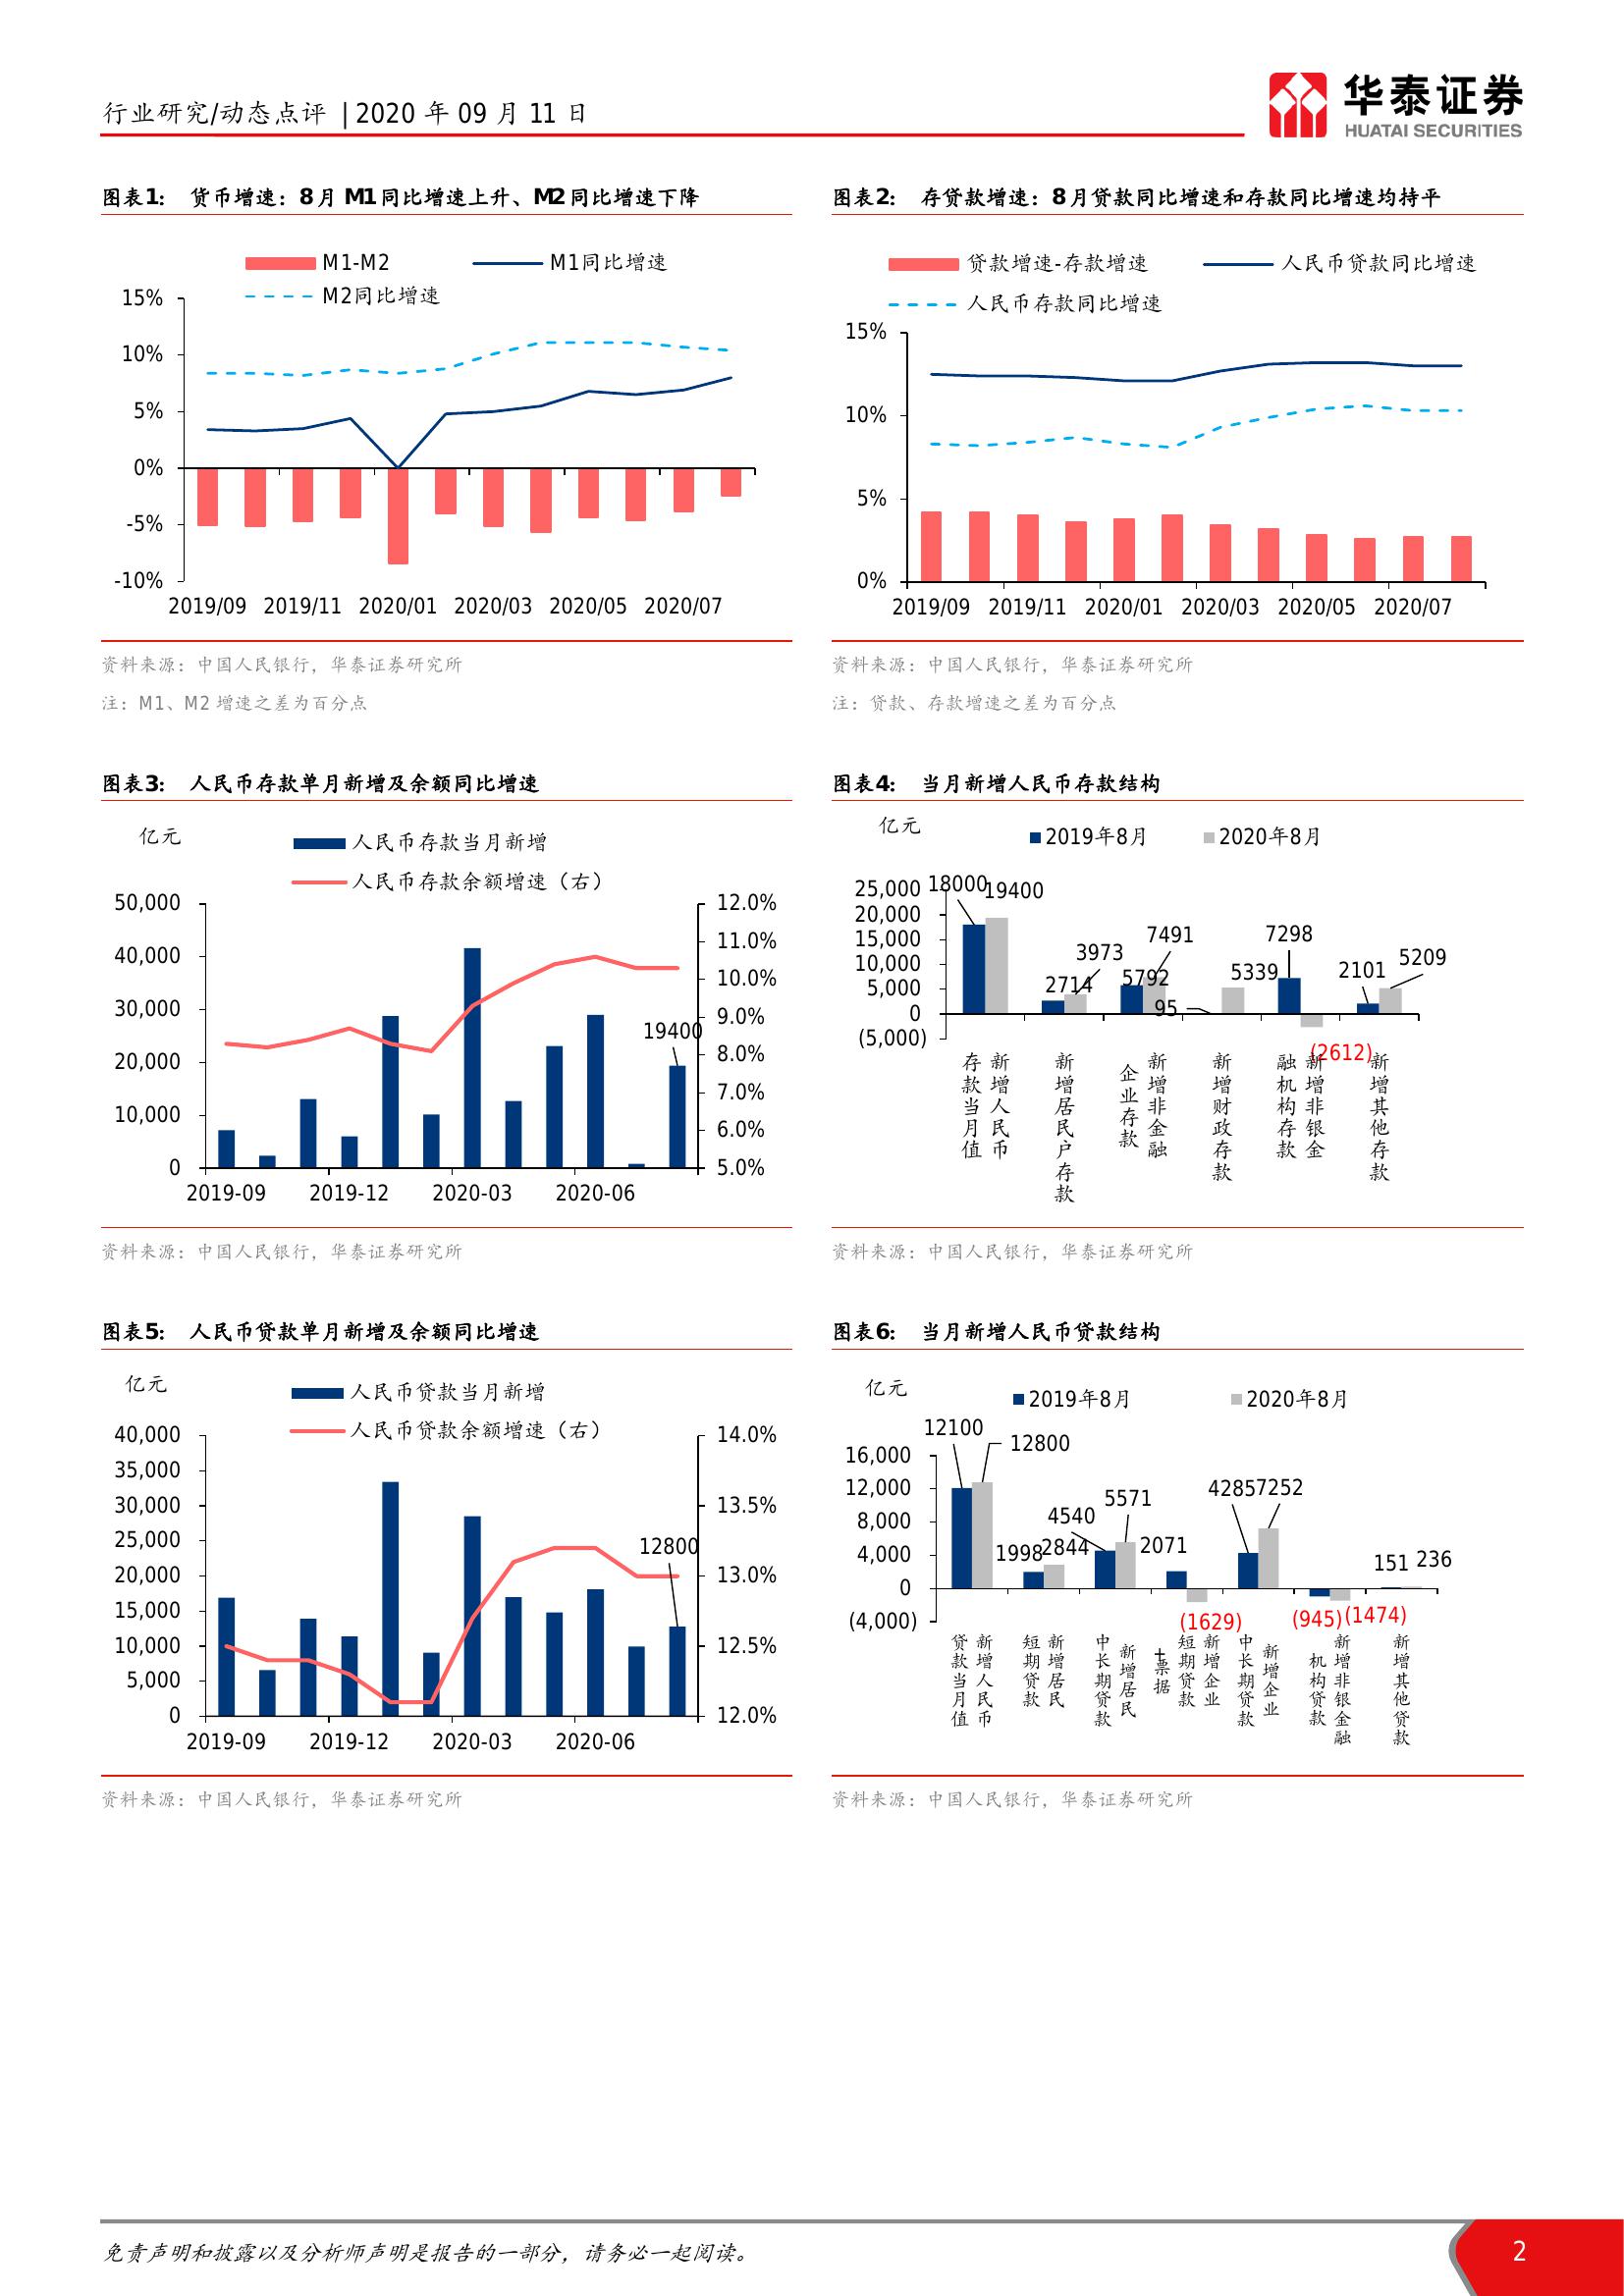 行业研究/动态点评 | 2020 年 09 月 11 日
华泰证券
HUATAI SECURITIES
图表1: 货币增速：8月 M1 同比增速上升、M2 同比增速下降
M1-M2
M1同比增速
M2同比增速
15%
10%
5%
0%
-5%
-10%
2019/09 2019/11 2020/01 2020/03 2020/05 2020/07
资料来源：中国人民银行，华泰证券研究所
注：M1、M2 增速之差为百分点
图表2: 存贷款增速：8月贷款同比增速和存款同比增速均持平
贷款增速-存款增速
人民币贷款同比增速
人民币存款同比增速
15%
10%
5%
0%
2019/09 2019/11 2020/01 2020/03 2020/05 2020/07
资料来源：中国人民银行，华泰证券研究所
注：贷款、存款增速之差为百分点
图表3: 人民币存款单月新增及余额同比增速
亿元
人民币存款当月新增
人民币存款余额增速（右）
50,000
40,000
30,000
20,000
10,000
0
12.0%
11.0%
10.0%
9.0%
8.0%
7.0%
6.0%
5.0%
19400
2019-09 2019-12 2020-03 2020-06
资料来源：中国人民银行，华泰证券研究所
图表4: 当月新增人民币存款结构
亿元
2019年8月
2020年8月
25,000
20,000
15,000
10,000
5,000
0
(5,000)
18000
19400
2714
3973
5792
7491
95
5339
7298
(2612)
2101
5209
新增人民币存款当月值
新增居民户存款
新增非金融企业存款
新增财政存款
新增非银金融机构存款
新增其他存款
资料来源：中国人民银行，华泰证券研究所
图表5: 人民币贷款单月新增及余额同比增速
亿元
人民币贷款当月新增
人民币贷款余额增速（右）
40,000
35,000
30,000
25,000
20,000
15,000
10,000
5,000
0
14.0%
13.5%
13.0%
12.5%
12.0%
12800
2019-09 2019-12 2020-03 2020-06
资料来源：中国人民银行，华泰证券研究所
图表6: 当月新增人民币贷款结构
亿元
2019年8月
2020年8月
16,000
12,000
8,000
4,000
0
(4,000)
12100
12800
1998
2844
4540
5571
2071
(1629)
4285
7252
(945)
(1474)
151
236
新增人民币贷款当月值
新增居民短期贷款
新增居民中长期贷款
新增企业短期贷款+票据
新增企业中长期贷款
新增非银金融机构贷款
新增其他贷款
资料来源：中国人民银行，华泰证券研究所
免责声明和披露以及分析师声明是报告的一部分，请务必一起阅读。
2